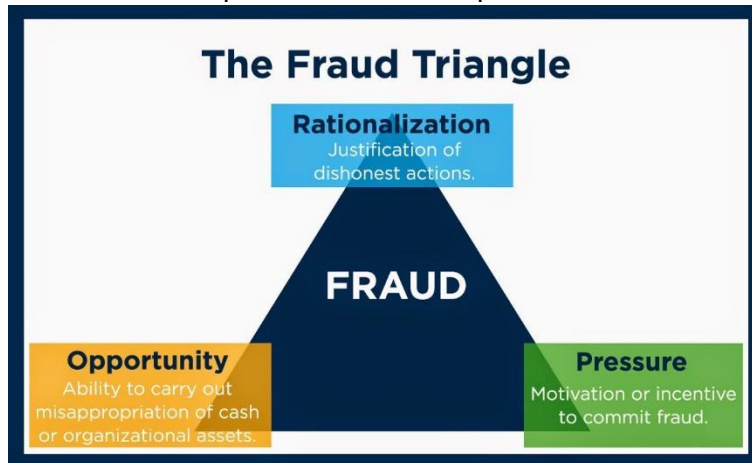 The Fraud Triangle
Rationalization
Justification of
dishonest actions.
FRAUD
Opportunity
Ability to carry out
misappropriation of cash
or organizational assets.
Pressure
Motivation or incentive
to commit fraud.